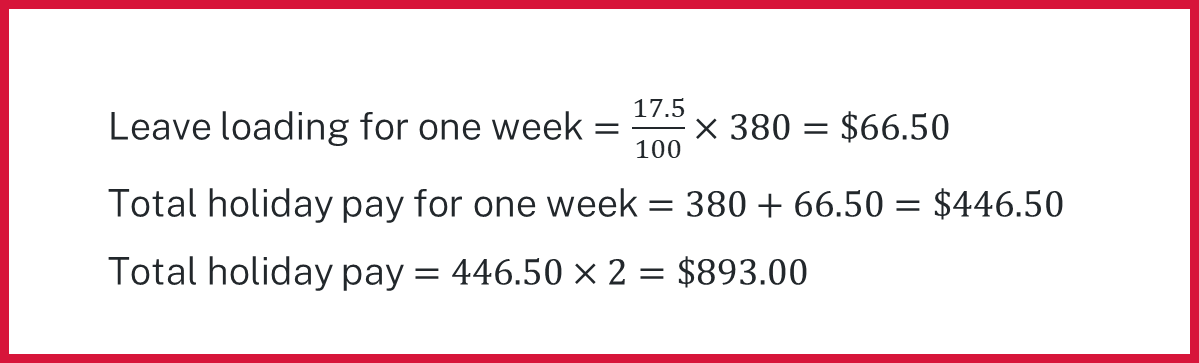 Leave loading for one week = 17.5/100 × 380 = $66.50
Total holiday pay for one week = 380 + 66.50 = $446.50
Total holiday pay = 446.50 × 2 = $893.00